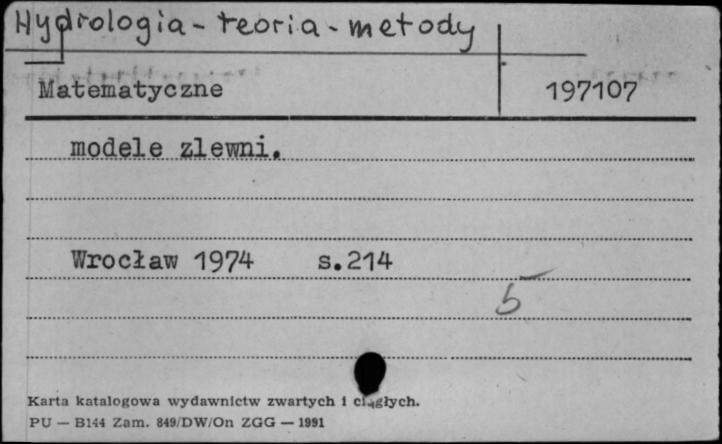 Hydrologia - teoria - metody
Matematyczne 197107
modele zlewni.
Wrocław 1974 s.214
5
Karta katalogowa wydawnictw zwartych i ciągłych.
PU — B144 Zam. 849/DW/On ZGG — 1991